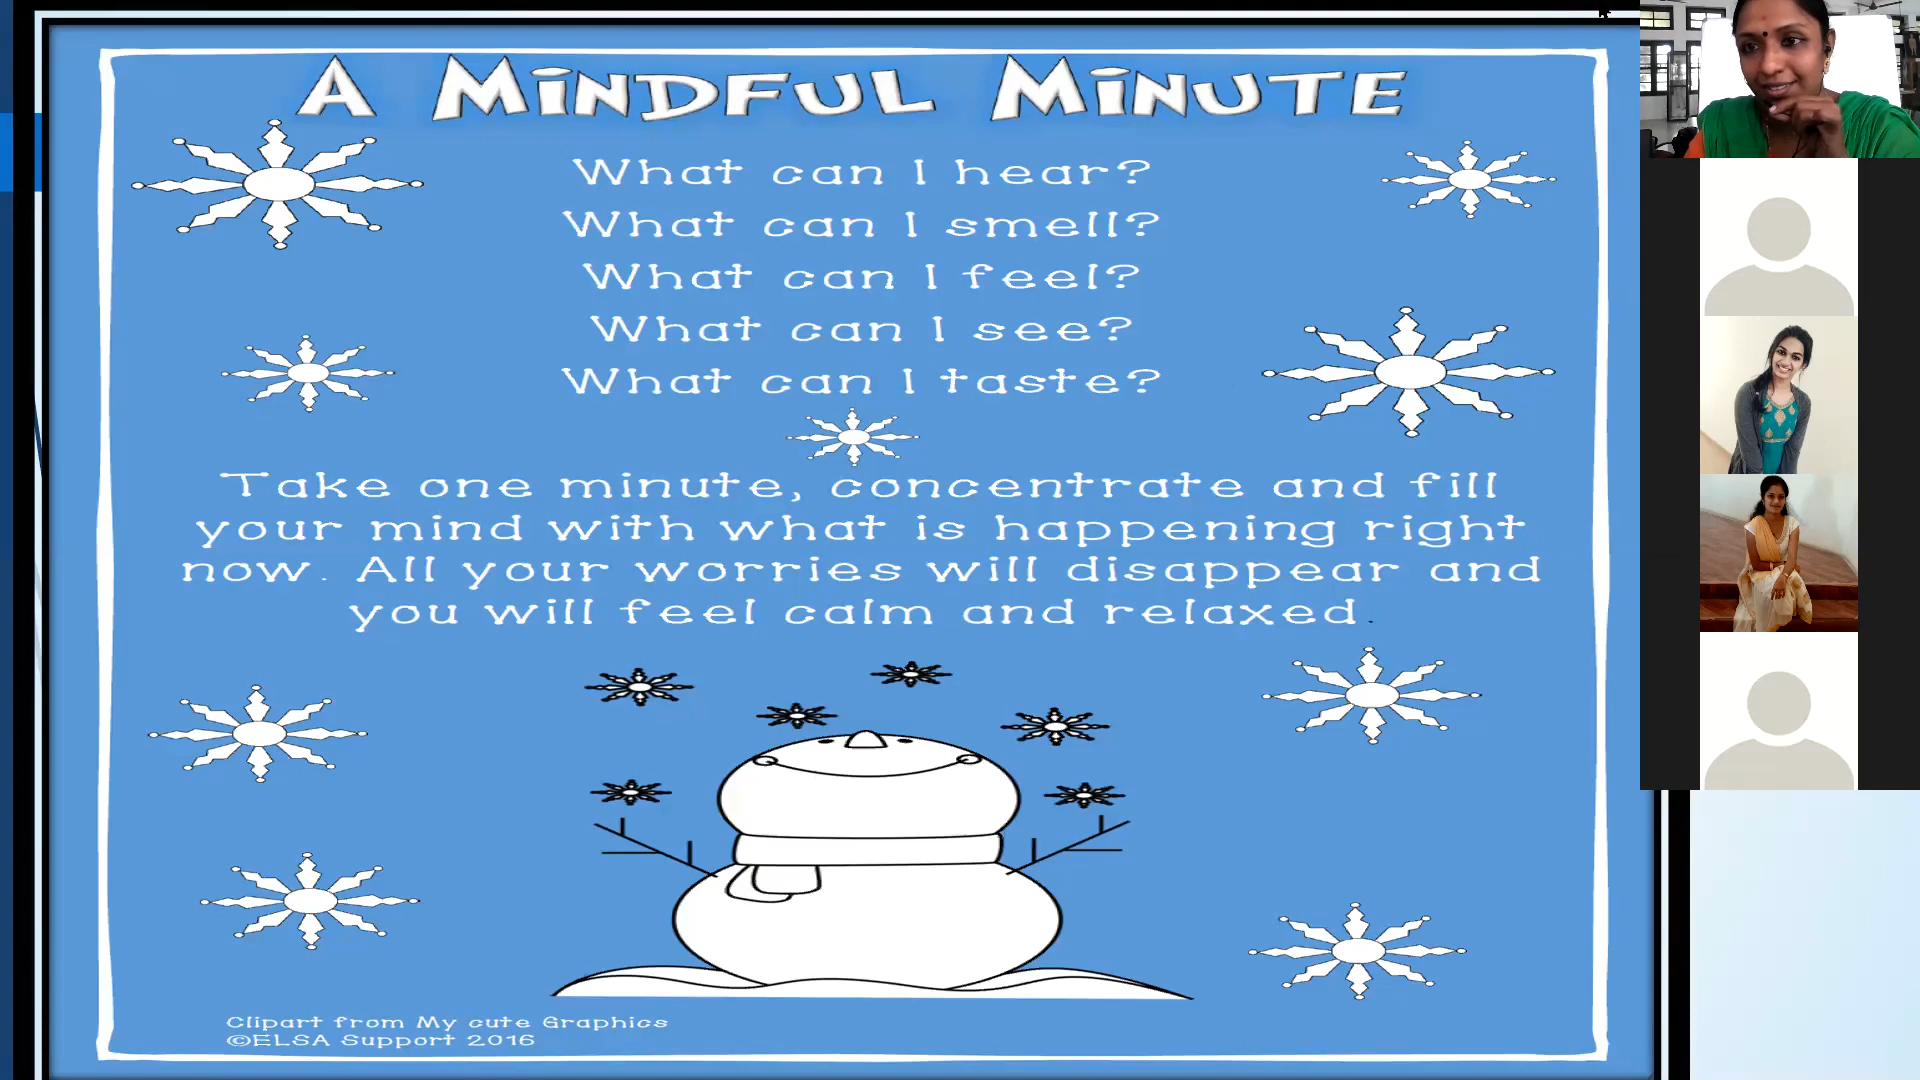 A MiNDFUL MiNUTE
What can I hear?
What can I smell?
What can I feel?
What can I see?
What can I taste?
Take one minute, concentrate and fill
your mind with what is happening right
now. All your worries will disappear and
you will feel calm and relaxed.
Clipart from My cute Graphics
©ELSA Support 2016